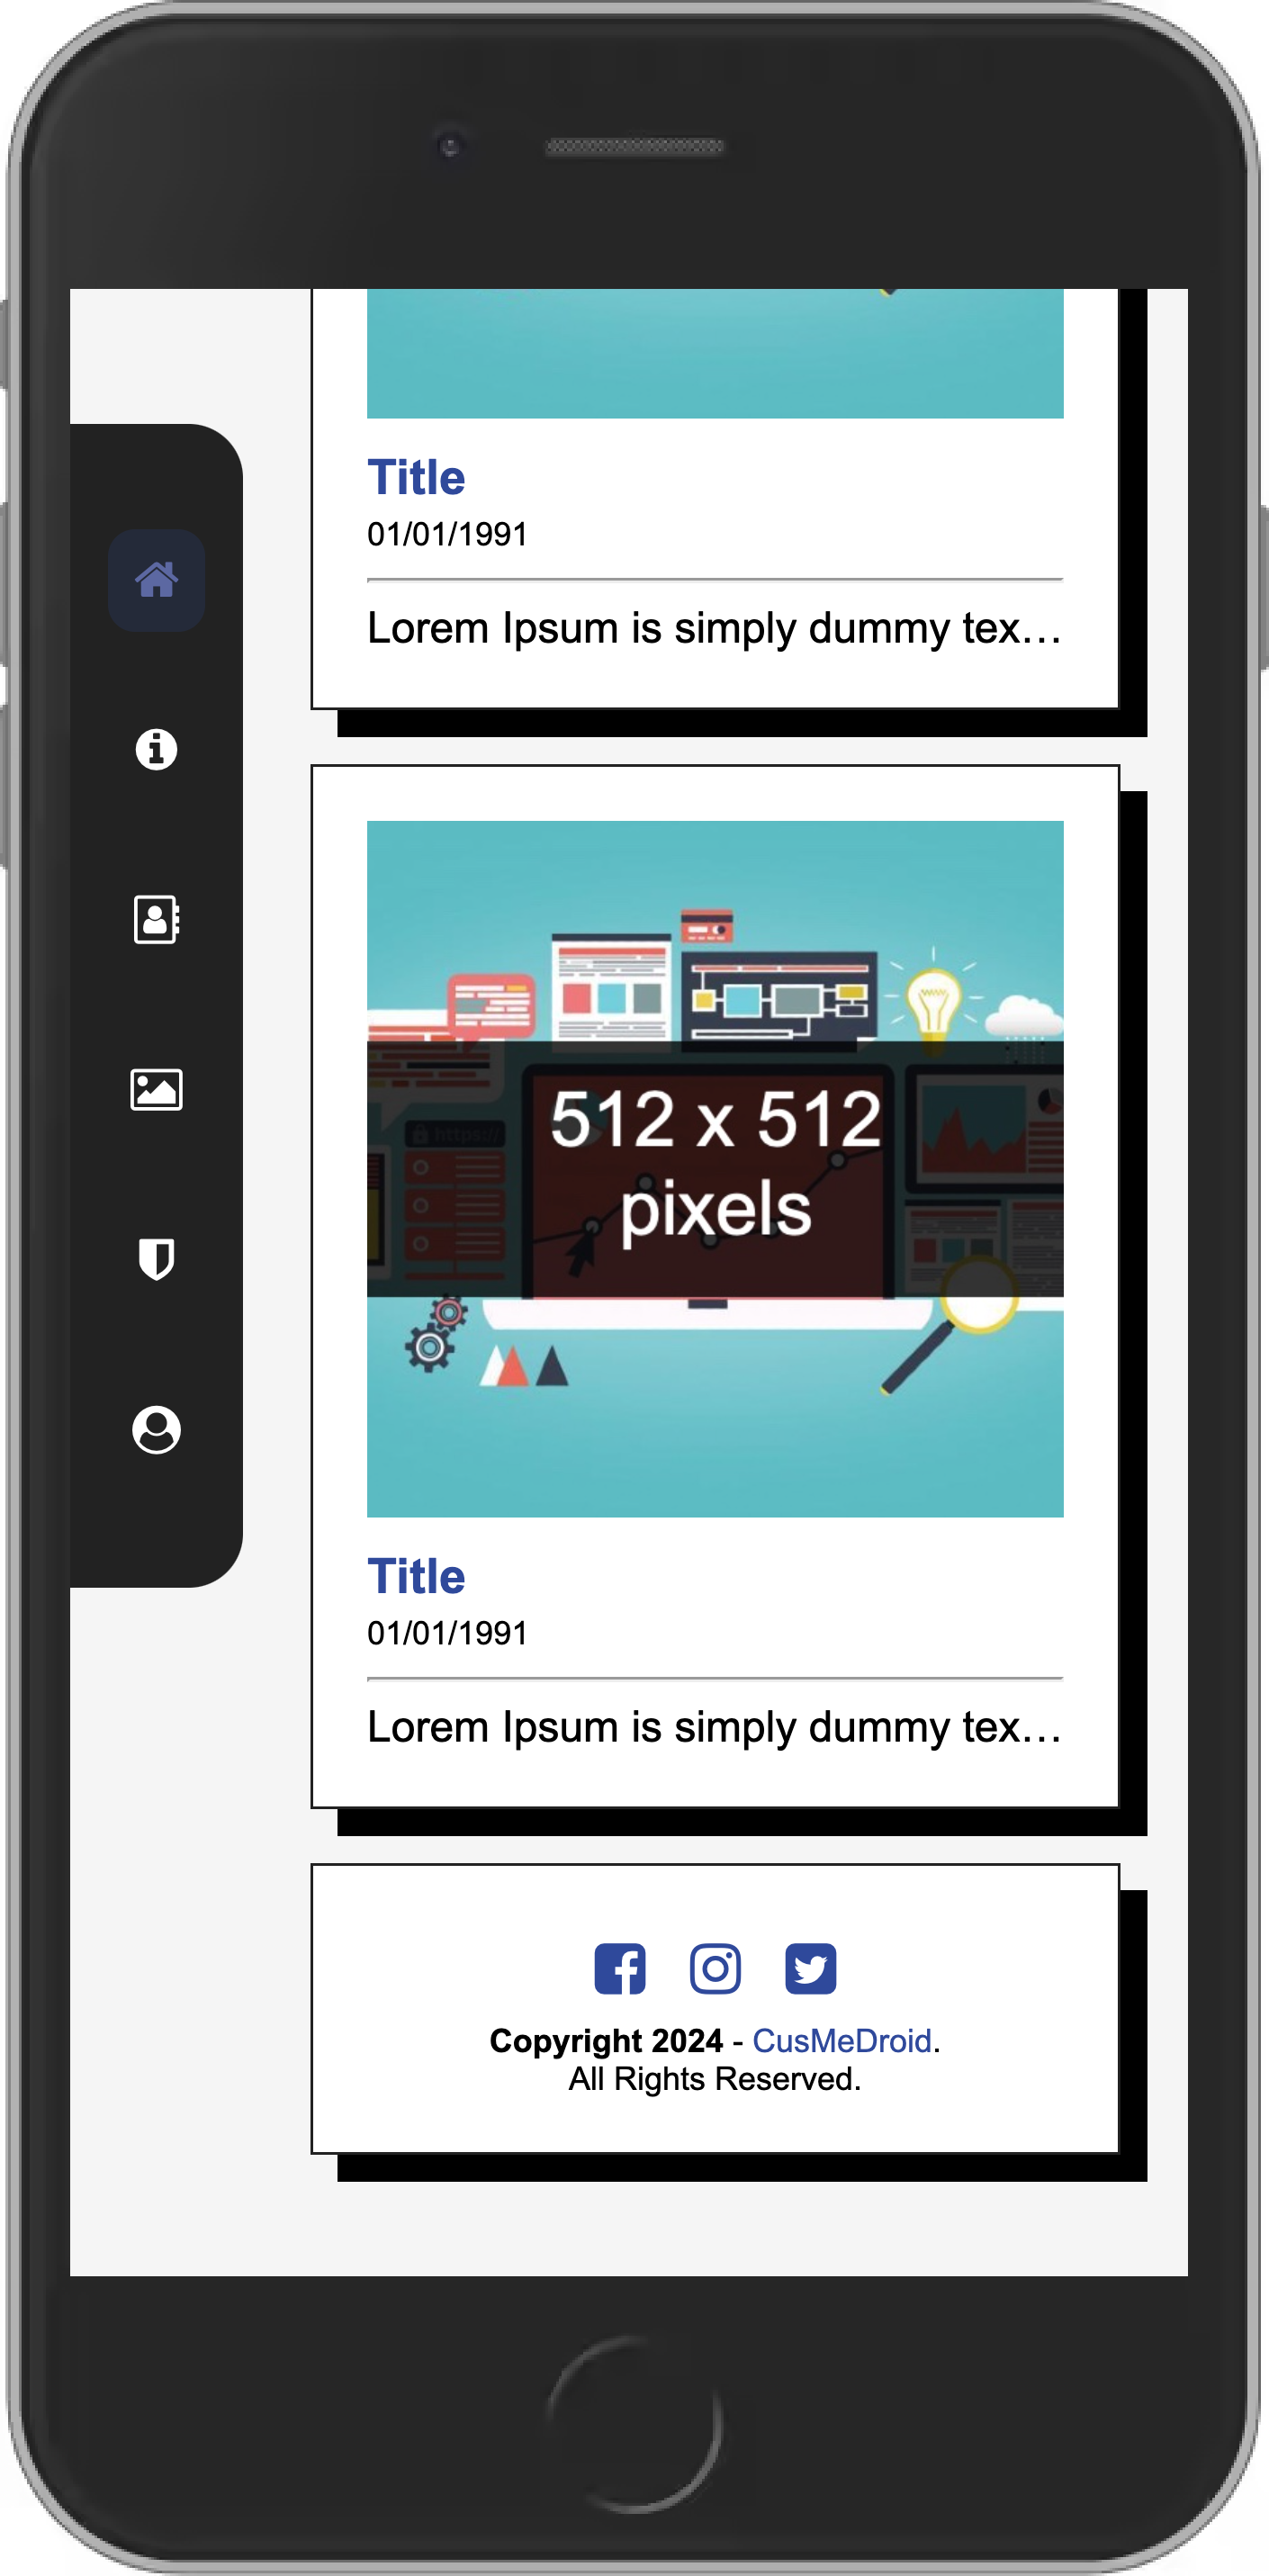 Title
01/01/1991
Lorem Ipsum is simply dummy tex...
https://
512 x 512
pixels
Title
01/01/1991
Lorem Ipsum is simply dummy tex...
Copyright 2024 - CusMeDroid.
All Rights Reserved.